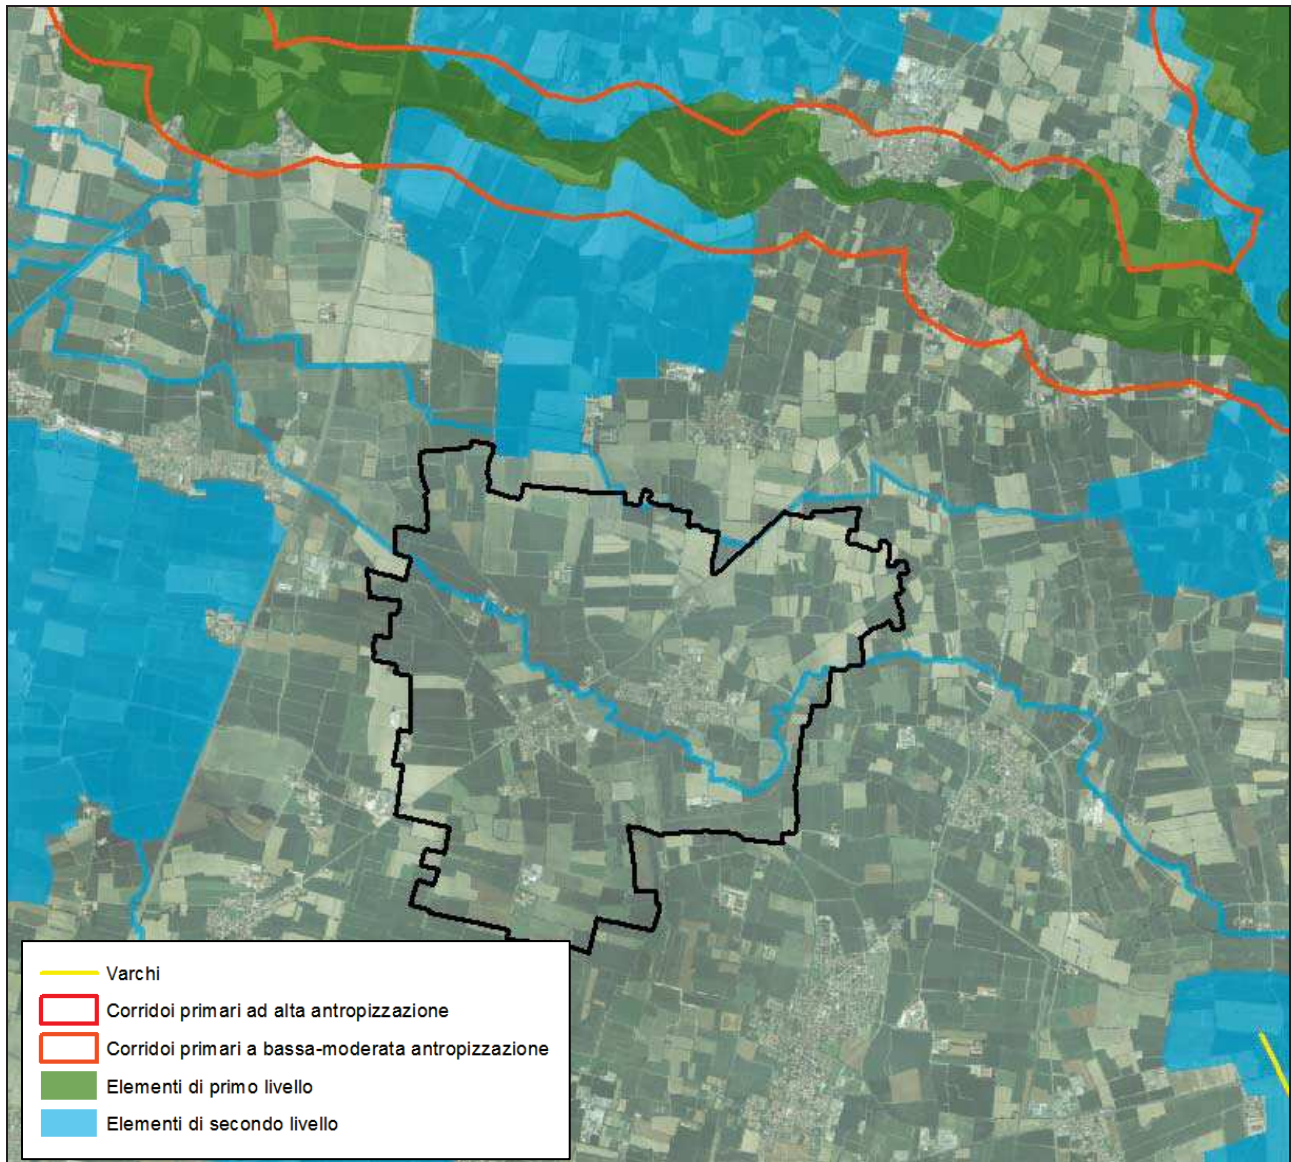 Varchi
Corridoi primari ad alta antropizzazione
Corridoi primari a bassa-moderata antropizzazione
Elementi di primo livello
Elementi di secondo livello